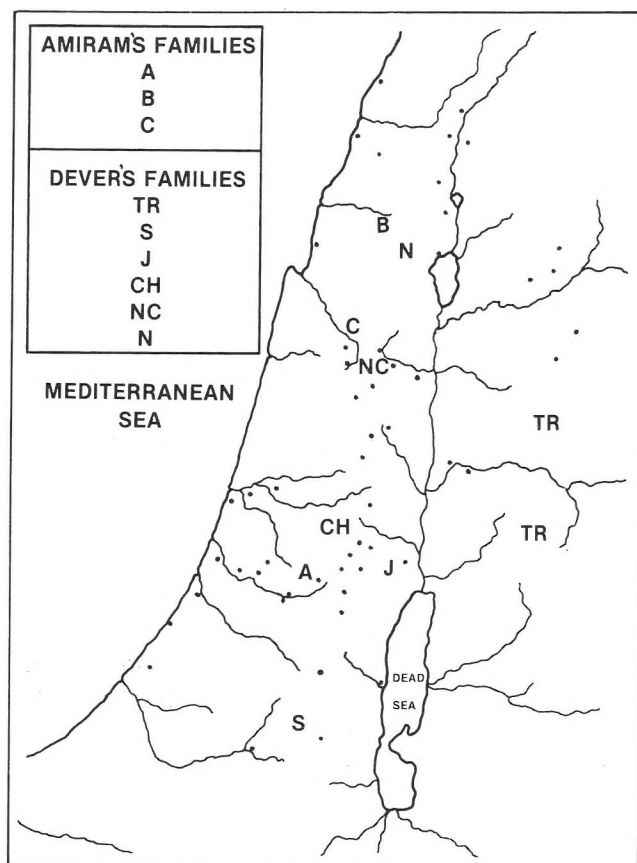 AMIRAM'S FAMILIES
A
B
C
DEVER'S FAMILIES
TR
S
J
CH
NC
N
MEDITERRANEAN
SEA
B
N
C
NC
TR
CH
TR
A
J
DEAD
SEA
S